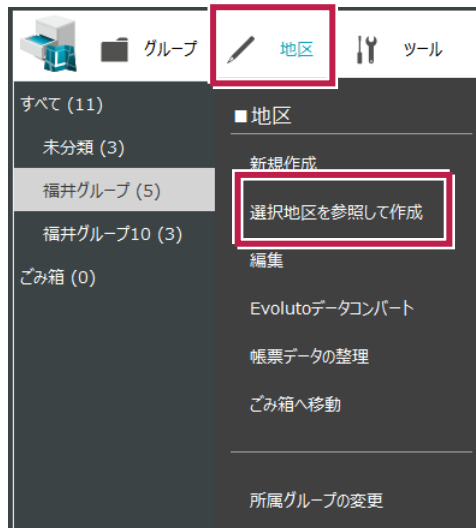 グループ
地区
ツール
すべて (11)
未分類 (3)
福井グループ (5)
福井グループ10 (3)
ごみ箱 (0)
■地区
新規作成
選択地区を参照して作成
編集
Evolutoデータコンバート
帳票データの整理
ごみ箱へ移動
所属グループの変更